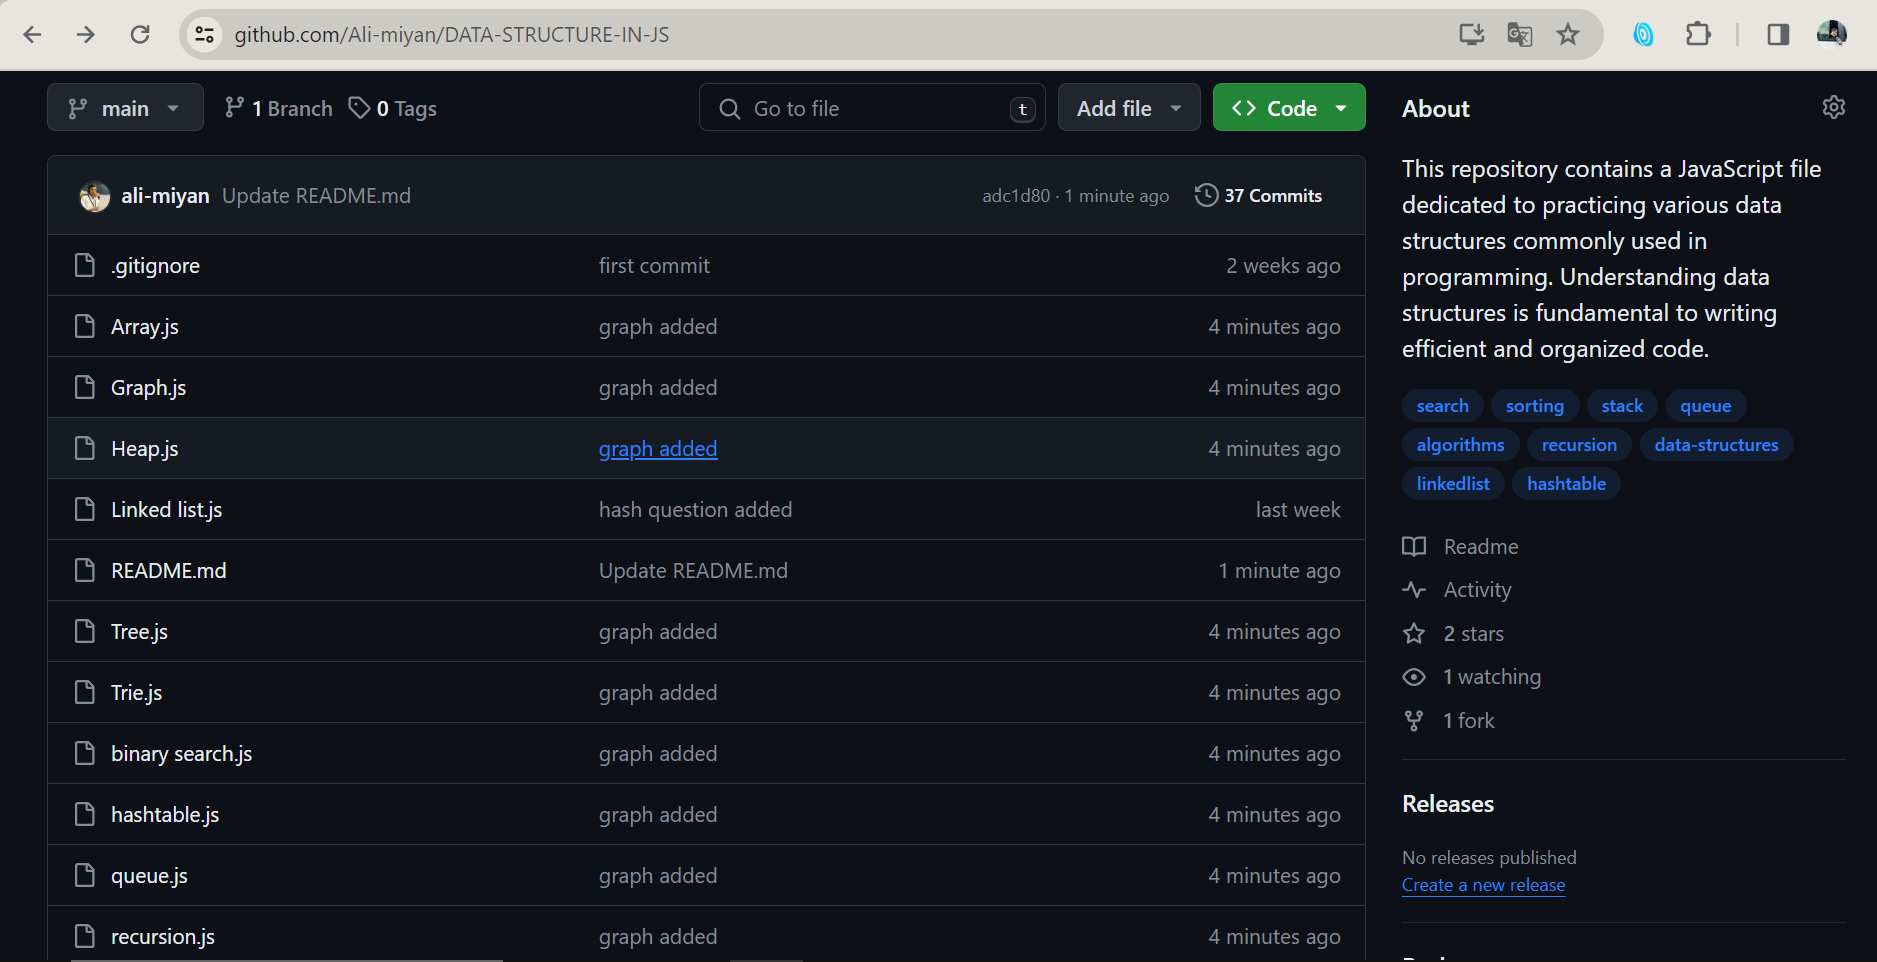 github.com/Ali-miyan/DATA-STRUCTURE-IN-JS
main 1 Branch 0 Tags Go to file t Add file Code
ali-miyan Update README.md adc1d80 · 1 minute ago 37 Commits
.gitignore first commit 2 weeks ago
Array.js graph added 4 minutes ago
Graph.js graph added 4 minutes ago
Heap.js graph added 4 minutes ago
Linked list.js hash question added last week
README.md Update README.md 1 minute ago
Tree.js graph added 4 minutes ago
Trie.js graph added 4 minutes ago
binary search.js graph added 4 minutes ago
hashtable.js graph added 4 minutes ago
queue.js graph added 4 minutes ago
recursion.js graph added 4 minutes ago
About
This repository contains a JavaScript file
dedicated to practicing various data
structures commonly used in
programming. Understanding data
structures is fundamental to writing
efficient and organized code.
search sorting stack queue
algorithms recursion data-structures
linkedlist hashtable
Readme
Activity
2 stars
1 watching
1 fork
Releases
No releases published
Create a new release